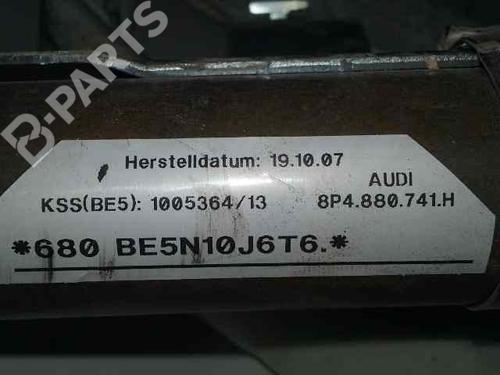 B-PARTS
Herstelldatum: 19.10.07
AUDI
KSS(BE5): 1005364/13 8P4.880.741.H
*680 BE5N10J6T6.*